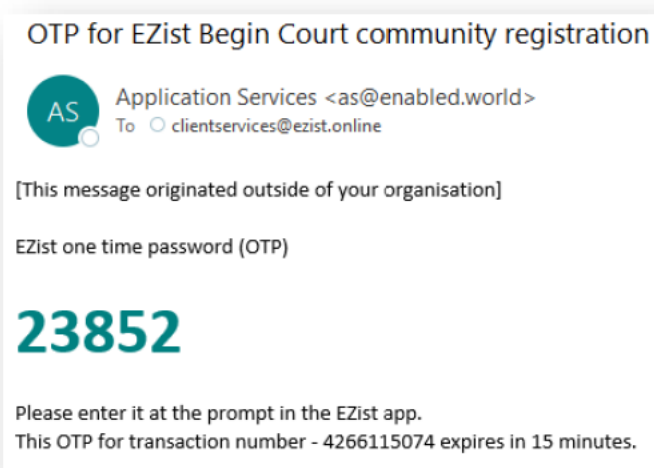 OTP for EZist Begin Court community registration
AS
Application Services <as@enabled.world>
To clientservices@ezist.online
[This message originated outside of your organisation]
EZist one time password (OTP)
23852
Please enter it at the prompt in the EZist app.
This OTP for transaction number - 4266115074 expires in 15 minutes.